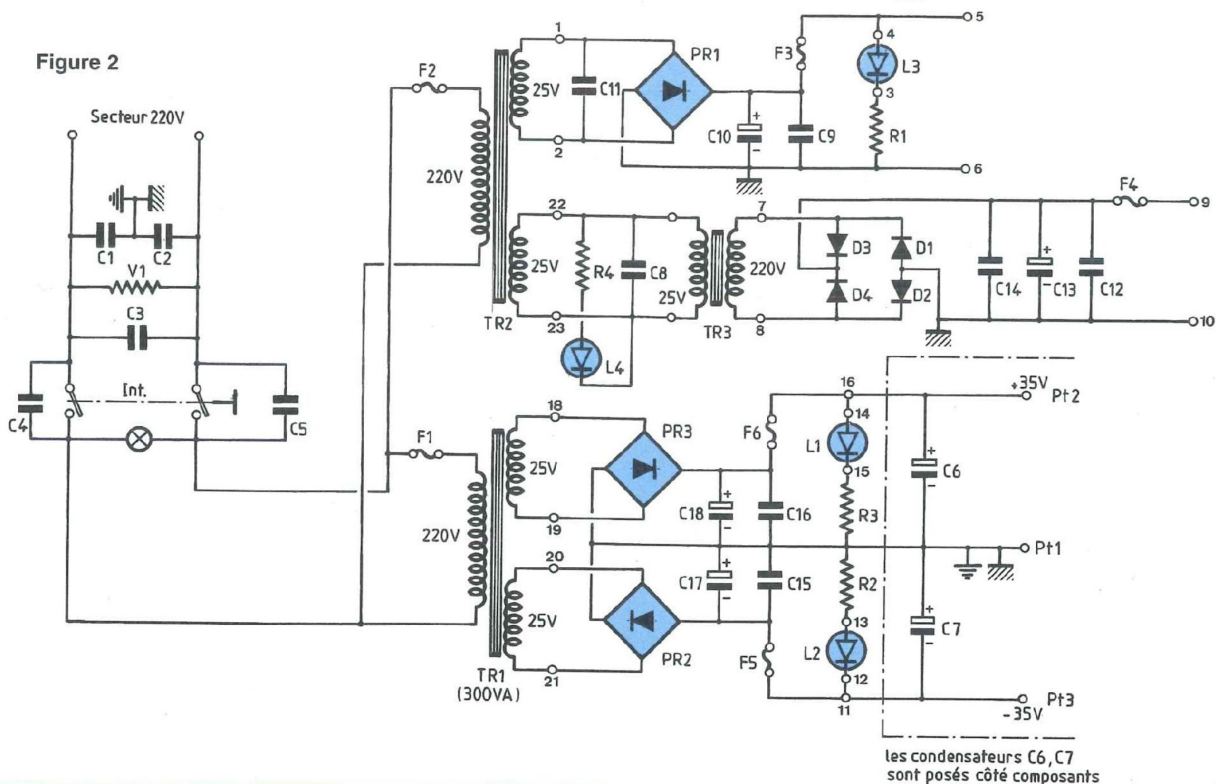 Figure 2
Secteur 220V
C1
C2
V1
C3
C4
Int.
C5
F2
220V
TR2
1
25V
C11
2
PR1
C10
+
-
C9
F3
4
L3
3
R1
5
6
22
25V
23
R4
C8
L4
25V
TR3
7
220V
8
D3
D1
D4
D2
C14
+
C13
-
C12
F4
9
10
F1
220V
TR1
(300VA)
18
25V
19
20
25V
21
PR3
PR2
+
C18
-
+
C17
-
C16
C15
F6
F5
16
14
L1
15
R3
R2
13
L2
12
11
+35V
Pt2
+
C6
-
Pt1
+
C7
-
Pt3
-35V
les condensateurs C6,C7
sont posés côté composants